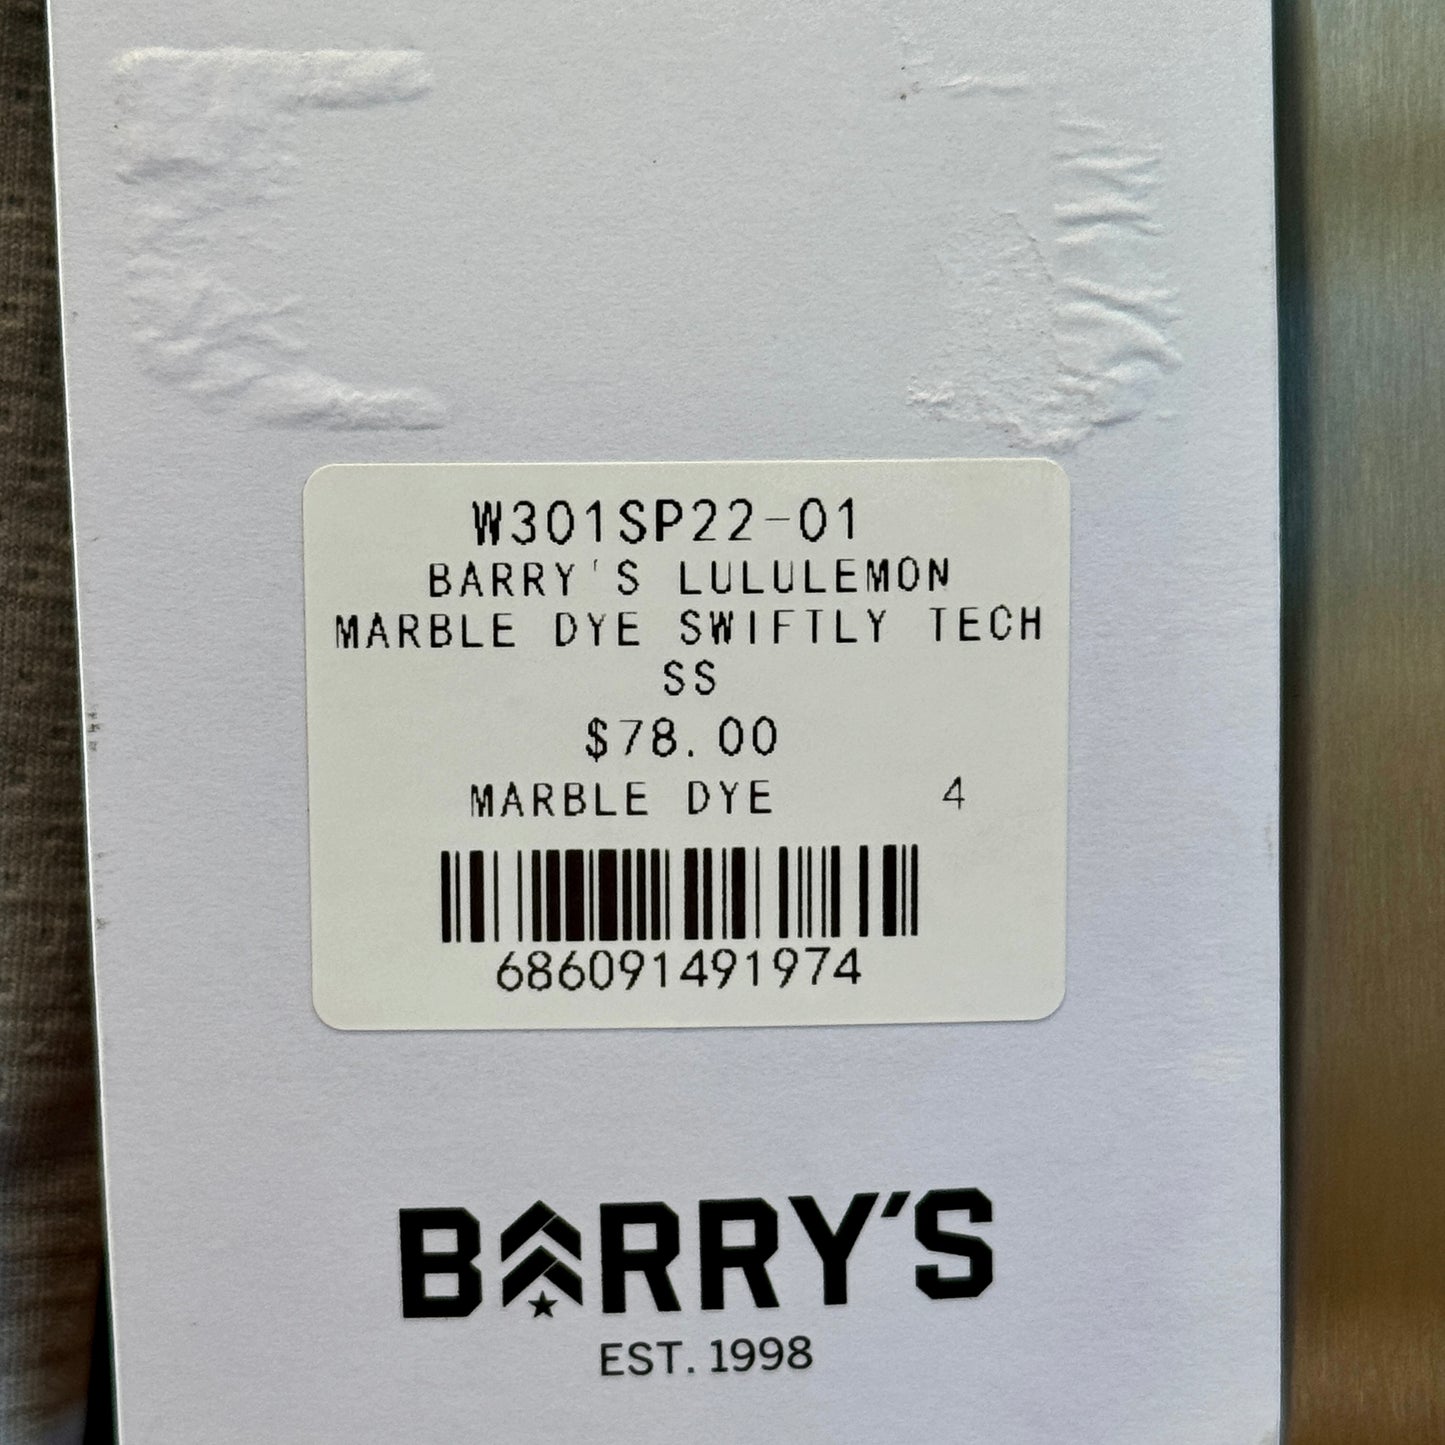 W301SP22-01
BARRY'S LULULEMON
MARBLE DYE SWIFTLY TECH
SS
$78.00
MARBLE DYE 4
686091491974
BARRY'S
EST. 1998